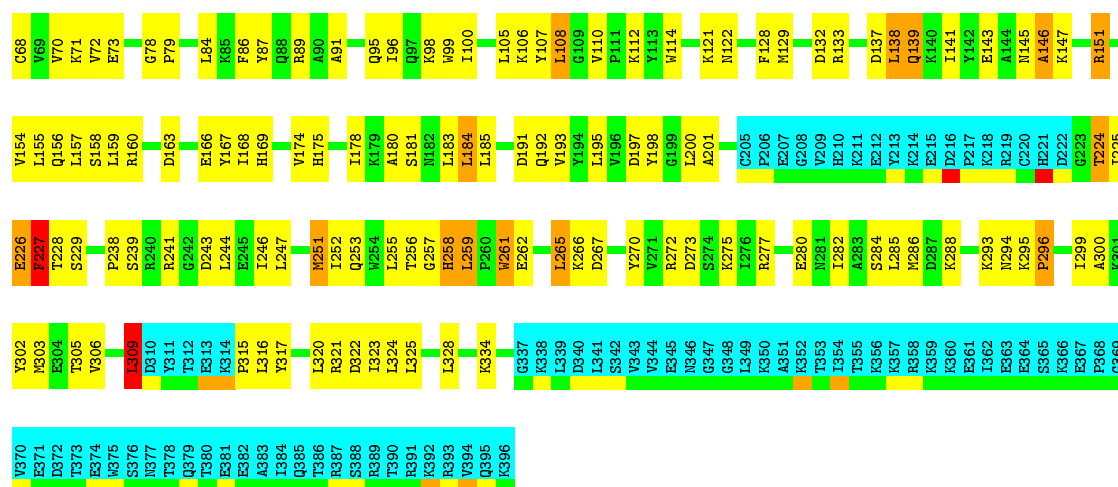 C68 V69 V70 K71 V72 E73 G78 P79 L84 K85 F86 Y87 Q88 R89 A90 A91 Q95 I96 Q97 K98 W99 I100 L105 K106 Y107 L108 G109 V110 P111 K112 Y113 W114 K121 N122 F128 M129 D132 R133 D137 L138 Q139 K140 I141 Y142 E143 A144 N145 A146 K147 R151
V154 L155 Q156 L157 S158 L159 R160 D163 E166 Y167 I168 H169 V174 H175 I178 K179 A180 S181 N182 L183 L184 L185 D191 Q192 V193 Y194 L195 V196 D197 Y198 G199 L200 A201 C205 P206 E207 G208 V209 H210 K211 E212 Y213 K214 E215 D216 P217 K218 R219 C220 H221 D222 G223 T224 I225
E226 F227 T228 S229 P238 S239 R240 R241 G242 D243 L244 E245 I246 L247 M251 I252 Q253 W254 L255 T256 G257 H258 L259 P260 W261 E262 L265 K266 D267 Y270 V271 R272 D273 S274 K275 I276 R277 E280 N281 I282 A283 S284 L285 M286 D287 K288 K293 N294 K295 P296 I299 A300 K301
Y302 M303 E304 T305 V306 L309 D310 Y311 T312 E313 K314 P315 L316 Y317 L320 R321 D322 I323 L324 L325 L328 K334 G337 K338 L339 D340 L341 S342 V343 V344 E345 N346 G347 G348 L349 K350 A351 K352 T353 I354 T355 K356 K357 R358 K359 K360 E361 I362 E363 E364 S365 K366 E367 P368 G369
V370 E371 D372 T373 E374 W375 S376 N377 T378 Q379 T380 E381 E382 A383 I384 Q385 T386 R387 S388 R389 T390 R391 K392 R393 V394 Q395 K396